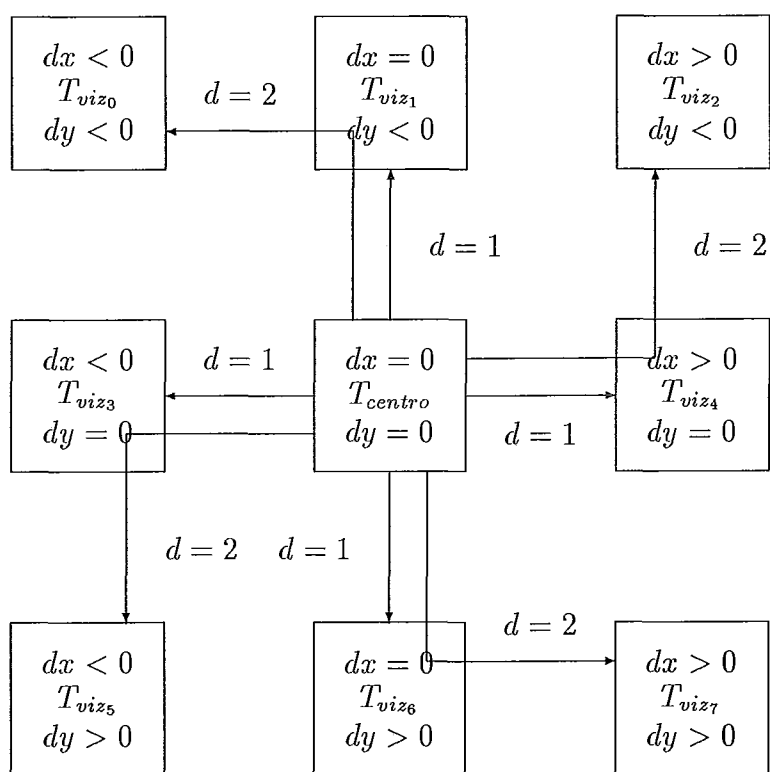 dx < 0
T_{viz_0}
dy < 0
d = 2
dx = 0
T_{viz_1}
dy < 0
dx > 0
T_{viz_2}
dy < 0
d = 1
d = 2
dx < 0
T_{viz_3}
dy = 0
d = 1
dx = 0
T_{centro}
dy = 0
d = 1
dx > 0
T_{viz_4}
dy = 0
d = 2
d = 1
dx < 0
T_{viz_5}
dy > 0
dx = 0
T_{viz_6}
dy > 0
d = 2
dx > 0
T_{viz_7}
dy > 0